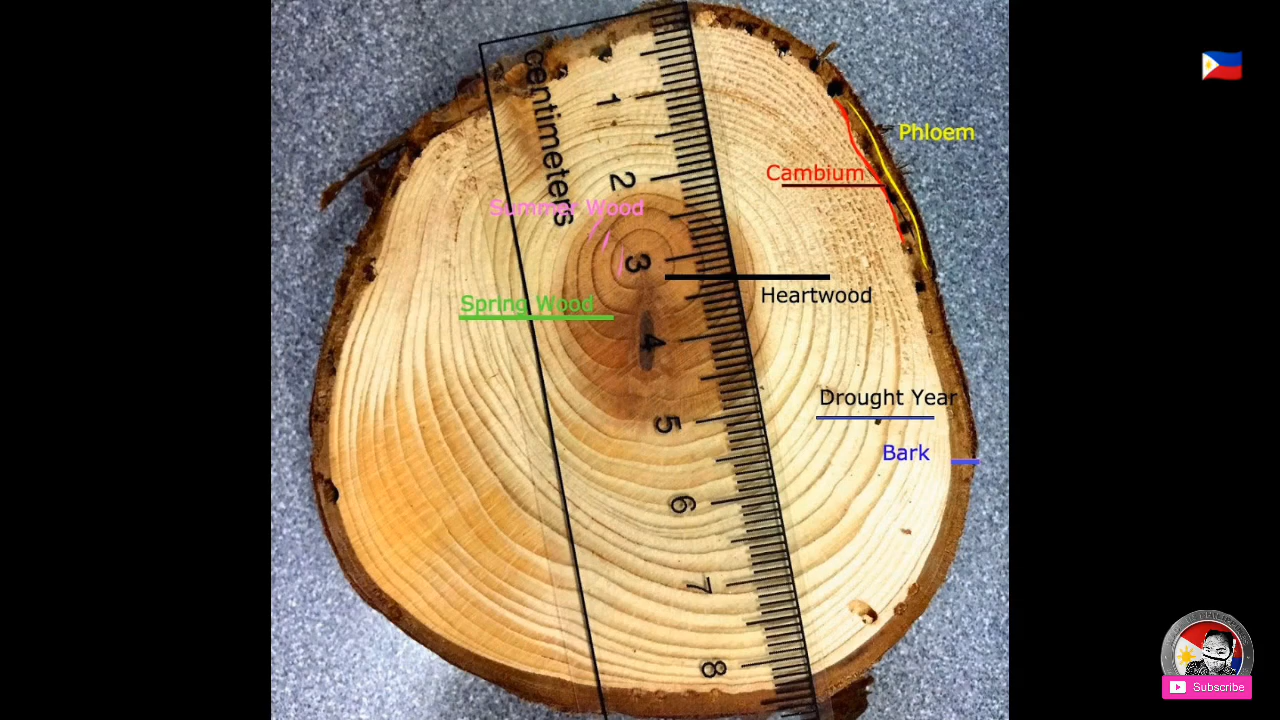 centimeters
1
2
3
4
5
6
7
8
Phloem
Cambium
Summer Wood
Spring Wood
Heartwood
Drought Year
Bark
Subscribe